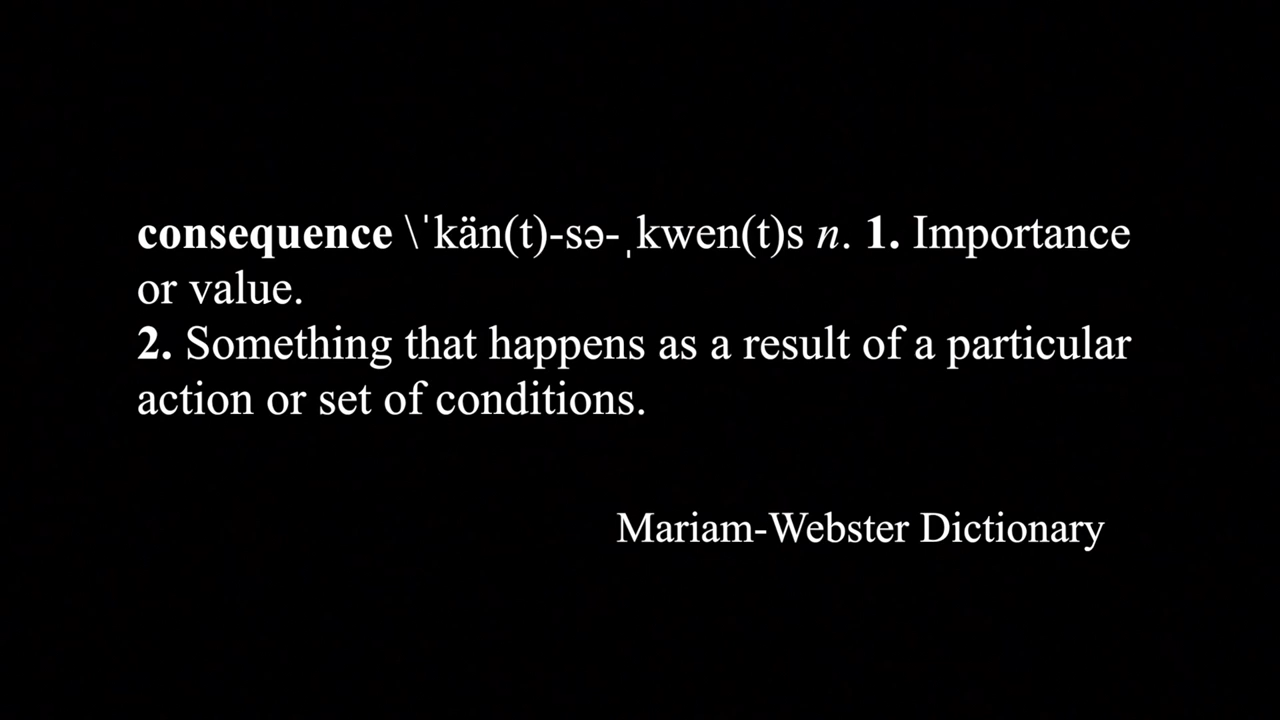 consequence \ˈkän(t)-sə-ˌkwen(t)s n. 1. Importance
or value.
2. Something that happens as a result of a particular
action or set of conditions.
Mariam-Webster Dictionary